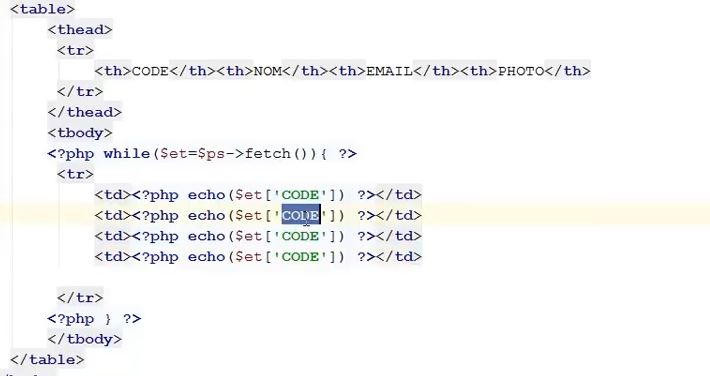 <table>
<thead>
<tr>
<th>CODE</th><th>NOM</th><th>EMAIL</th><th>PHOTO</th>
</tr>
</thead>
<tbody>
<?php while($et=$ps->fetch()){ ?>
<tr>
<td><?php echo($et['CODE']) ?></td>
<td><?php echo($et['CODE']) ?></td>
<td><?php echo($et['CODE']) ?></td>
<td><?php echo($et['CODE']) ?></td>
</tr>
<?php } ?>
</tbody>
</table>